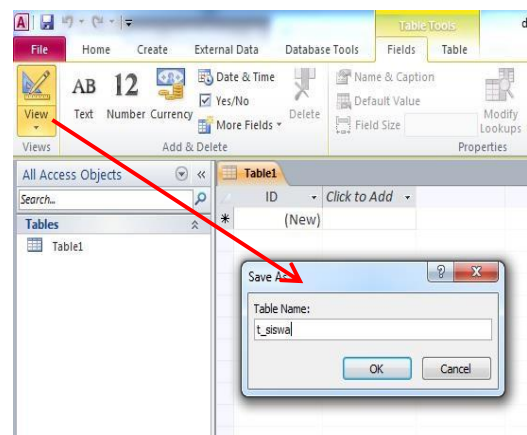 A
Table Tools
d
File Home Create External Data Database Tools Fields Table
View
AB Text
12 Number
Currency
Date & Time
Yes/No
More Fields
Delete
Name & Caption
Default Value
Field Size
Modify
Lookups
Views
Add & Delete
Properties
All Access Objects
Search...
Tables
Table1
Table1
ID Click to Add
* (New)
Save As
Table Name:
t_siswa
OK Cancel